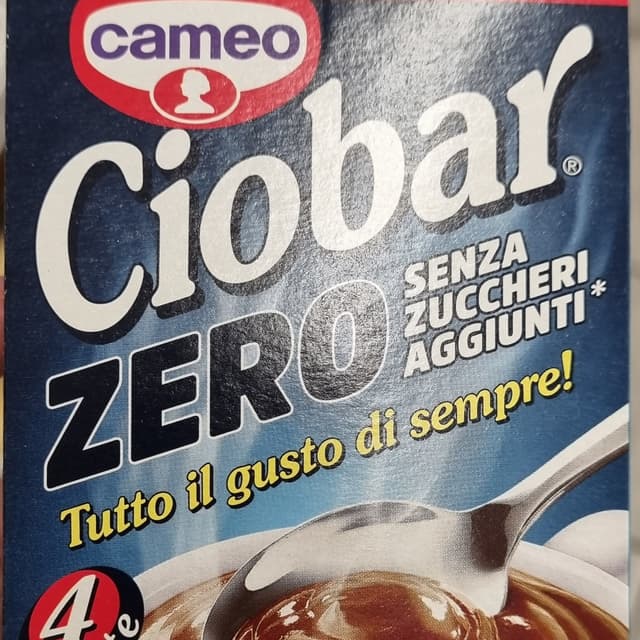 cameo
Ciobar®
ZERO
SENZA
ZUCCHERI
AGGIUNTI*
Tutto il gusto di sempre!
4